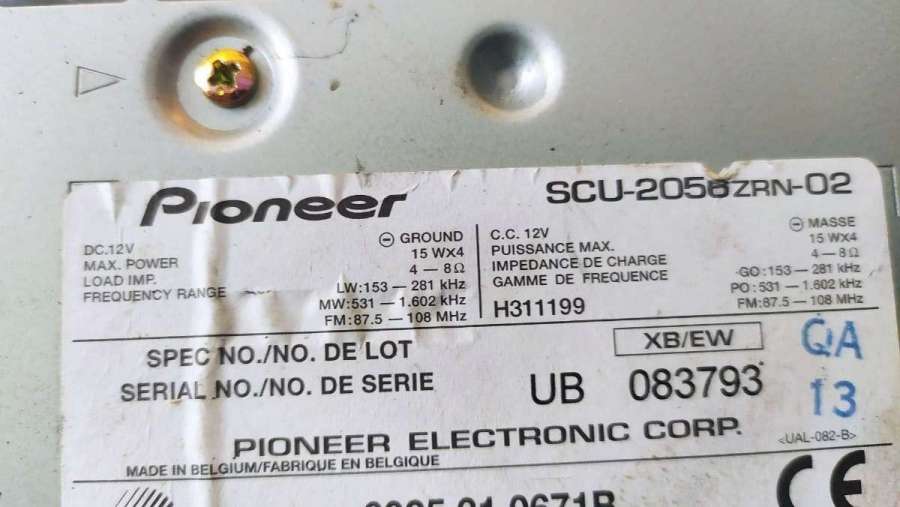 Pioneer
SCU-2056ZRN-02
DC.12V ⊖ GROUND
MAX. POWER 15 WX4
LOAD IMP. 4 — 8Ω
FREQUENCY RANGE LW:153 — 281 kHz
MW:531 — 1.602 kHz
FM:87.5 — 108 MHz
C.C. 12V ⊖ MASSE
PUISSANCE MAX. 15 WX4
IMPEDANCE DE CHARGE 4 — 8Ω
GAMME DE FREQUENCE GO:153 — 281 kHz
PO:531 — 1.602 kHz
H311199 FM:87.5 — 108 MHz
SPEC NO./NO. DE LOT XB/EW QA
SERIAL NO./NO. DE SERIE UB 083793 13
PIONEER ELECTRONIC CORP. <UAL-082-B>
MADE IN BELGIUM/FABRIQUE EN BELGIQUE
CE